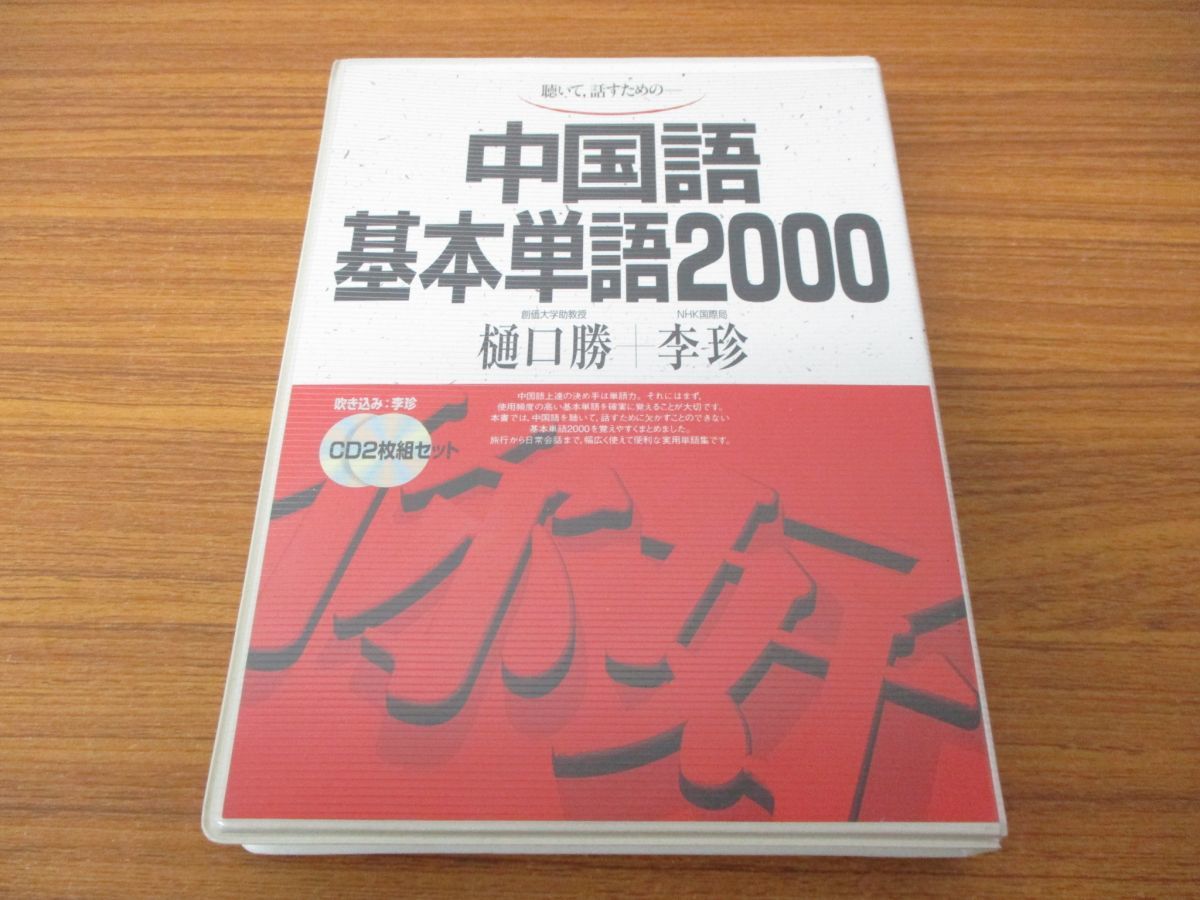 聴いて,話すための―
中国語
基本単語2000
創価大学助教授
NHK国際局
樋口勝+李珍
吹き込み:李珍
CD2枚組セット
中国語上達の決め手は単語力。それにはまず、
使用頻度の高い基本単語を確実に覚えることが大切です。
本書では、中国語を聴いて、話すために欠かすことのできない
基本単語2000を覚えやすくまとめました。
旅行から日常会話まで、幅広く使えて便利な実用単語集です。